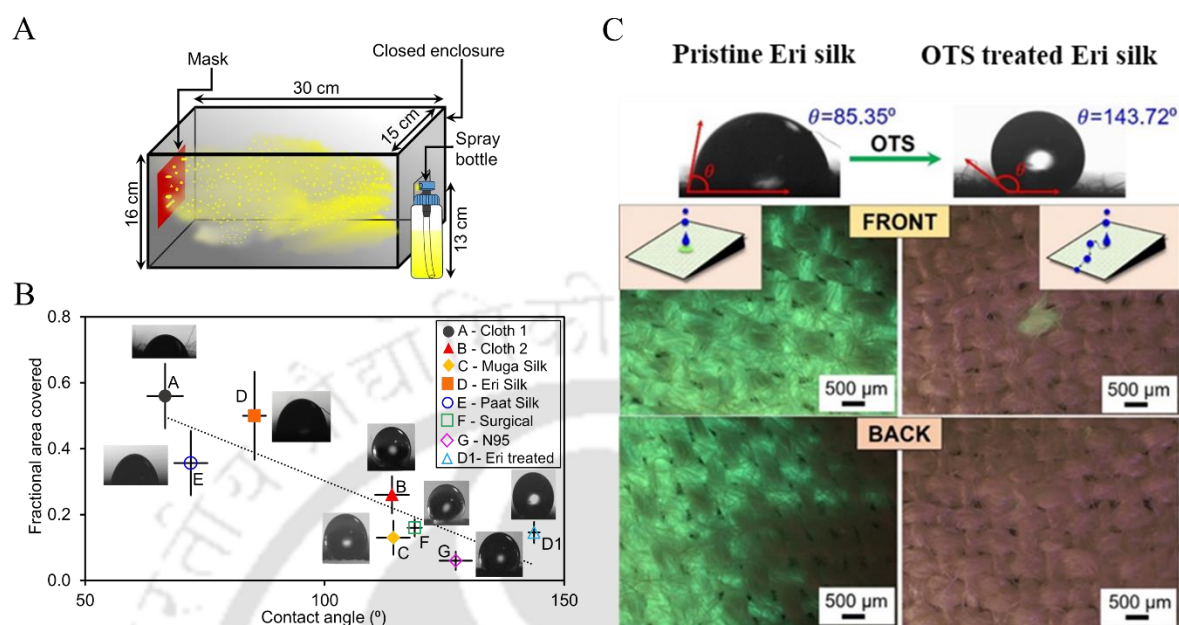 A
Mask
Closed enclosure
30 cm
15 cm
Spray
bottle
16 cm
13 cm
B
Fractional area covered
0.8
0.6
0.4
0.2
0.0
50
100
150
Contact angle (º)
A
D
E
B
C
F
G
D1
A - Cloth 1
B - Cloth 2
C - Muga Silk
D - Eri Silk
E - Paat Silk
F - Surgical
G - N95
D1- Eri treated
C
Pristine Eri silk
OTS treated Eri silk
θ=85.35º
OTS
θ=143.72º
θ
θ
FRONT
500 µm
500 µm
BACK
500 µm
500 µm